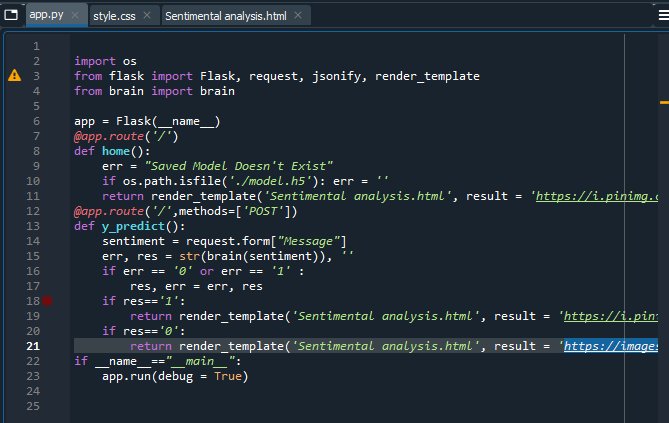 app.py style.css Sentimental analysis.html
1
2 import os
3 from flask import Flask, request, jsonify, render_template
4 from brain import brain
5
6 app = Flask(__name__)
7 @app.route('/')
8 def home():
9 err = "Saved Model Doesn't Exist"
10 if os.path.isfile('./model.h5'): err = ''
11 return render_template('Sentimental analysis.html', result = 'https://i.pinimg.c
12 @app.route('/',methods=['POST'])
13 def y_predict():
14 sentiment = request.form["Message"]
15 err, res = str(brain(sentiment)), ''
16 if err == '0' or err == '1' :
17 res, err = err, res
18 if res=='1':
19 return render_template('Sentimental analysis.html', result = 'https://i.pin
20 if res=='0':
21 return render_template('Sentimental analysis.html', result = 'https://images
22 if __name__=="__main__":
23 app.run(debug = True)
24
25